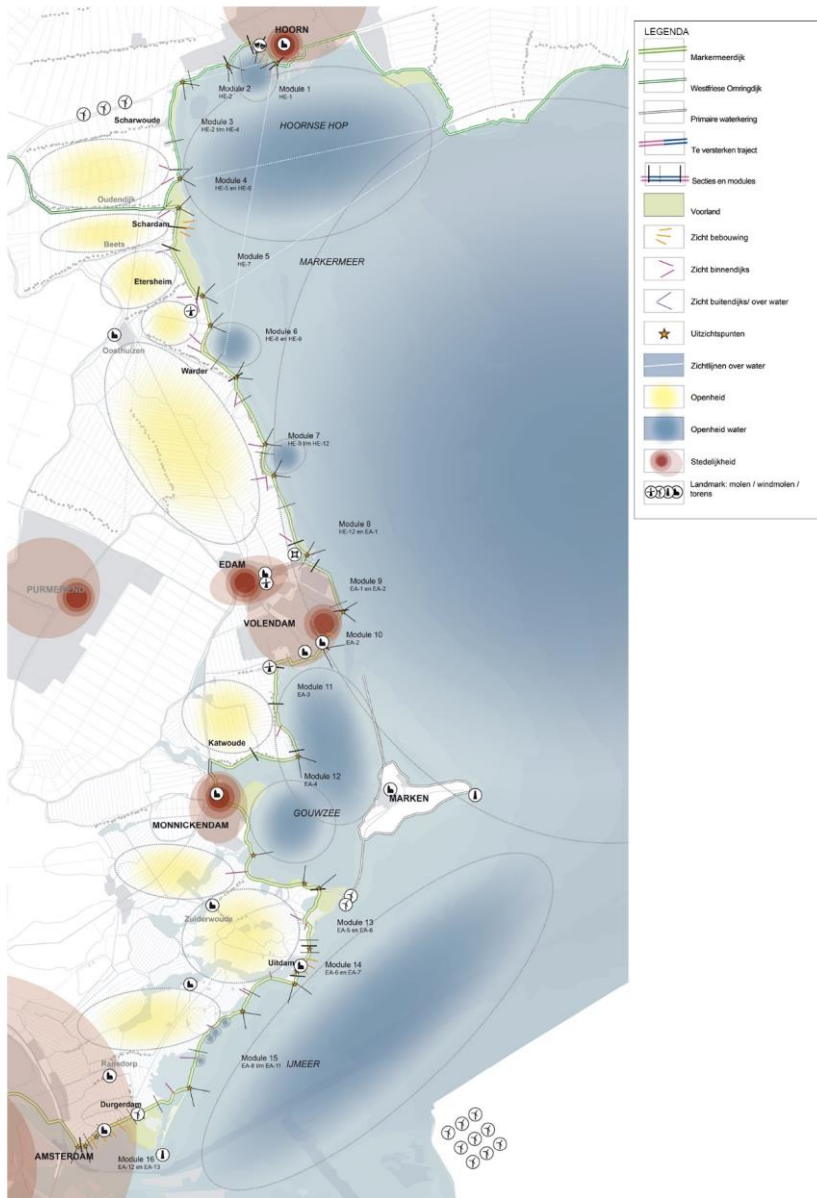 HOORN
Module 2
HE-2
Module 1
HE-1
Scharwoude
Module 3
HE-2 t/m HE-4
HOORNSE HOP
Module 4
HE-5 en HE-6
Oudendijk
Schardam
Beets
Module 5
HE-7
MARKERMEER
Etersheim
Module 6
HE-8 en HE-9
Oosthuizen
Warder
Module 7
HE-9 t/m HE-12
Module 8
HE-12 en EA-1
EDAM
Module 9
EA-1 en EA-2
PURMEREND
VOLENDAM
Module 10
EA-2
Module 11
EA-3
Katwoude
Module 12
EA-4
MARKEN
GOUWZEE
MONNICKENDAM
Zuiderwoude
Module 13
EA-5 en EA-6
Uitdam
Module 14
EA-6 en EA-7
Module 15
EA-8 t/m EA-11
IJMEER
Ransdorp
Durgerdam
AMSTERDAM
Module 16
EA-12 en EA-13
LEGENDA
Markermeerdijk
Westfriese Omringdijk
Primaire waterkering
Te versterken traject
Secties en modules
Voorland
Zicht bebouwing
Zicht binnendijks
Zicht buitendijks/ over water
Uitzichtspunten
Zichtlijnen over water
Openheid
Openheid water
Stedelijkheid
Landmark: molen / windmolen /
torens